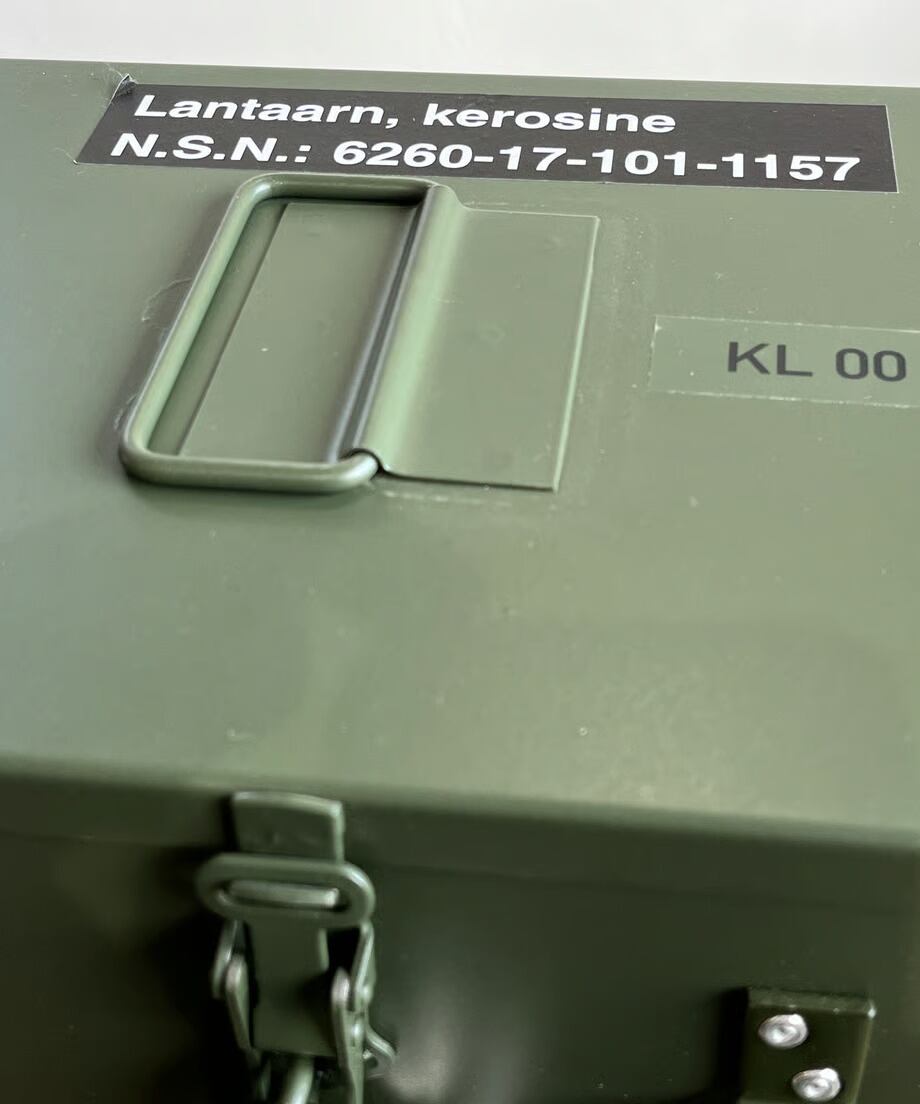 Lantaarn, kerosine
N.S.N.: 6260-17-101-1157
KL 00